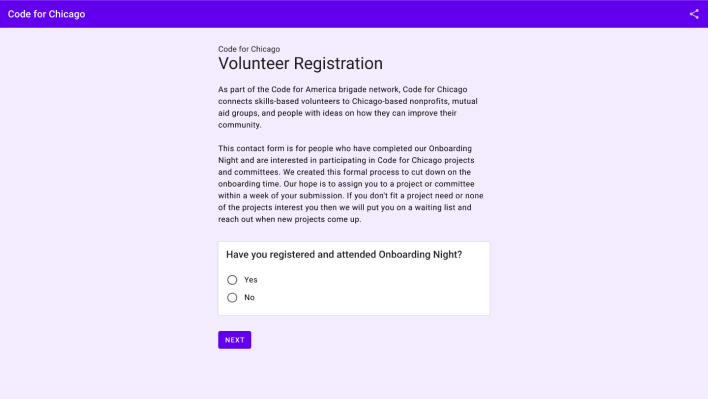 Code for Chicago
Code for Chicago
Volunteer Registration
As part of the Code for America brigade network, Code for Chicago
connects skills-based volunteers to Chicago-based nonprofits, mutual
aid groups, and people with ideas on how they can improve their
community.
This contact form is for people who have completed our Onboarding
Night and are interested in participating in Code for Chicago projects
and committees. We created this formal process to cut down on the
onboarding time. Our hope is to assign you to a project or committee
within a week of your submission. If you don't fit a project need or none
of the projects interest you then we will put you on a waiting list and
reach out when new projects come up.
Have you registered and attended Onboarding Night?
Yes
No
NEXT